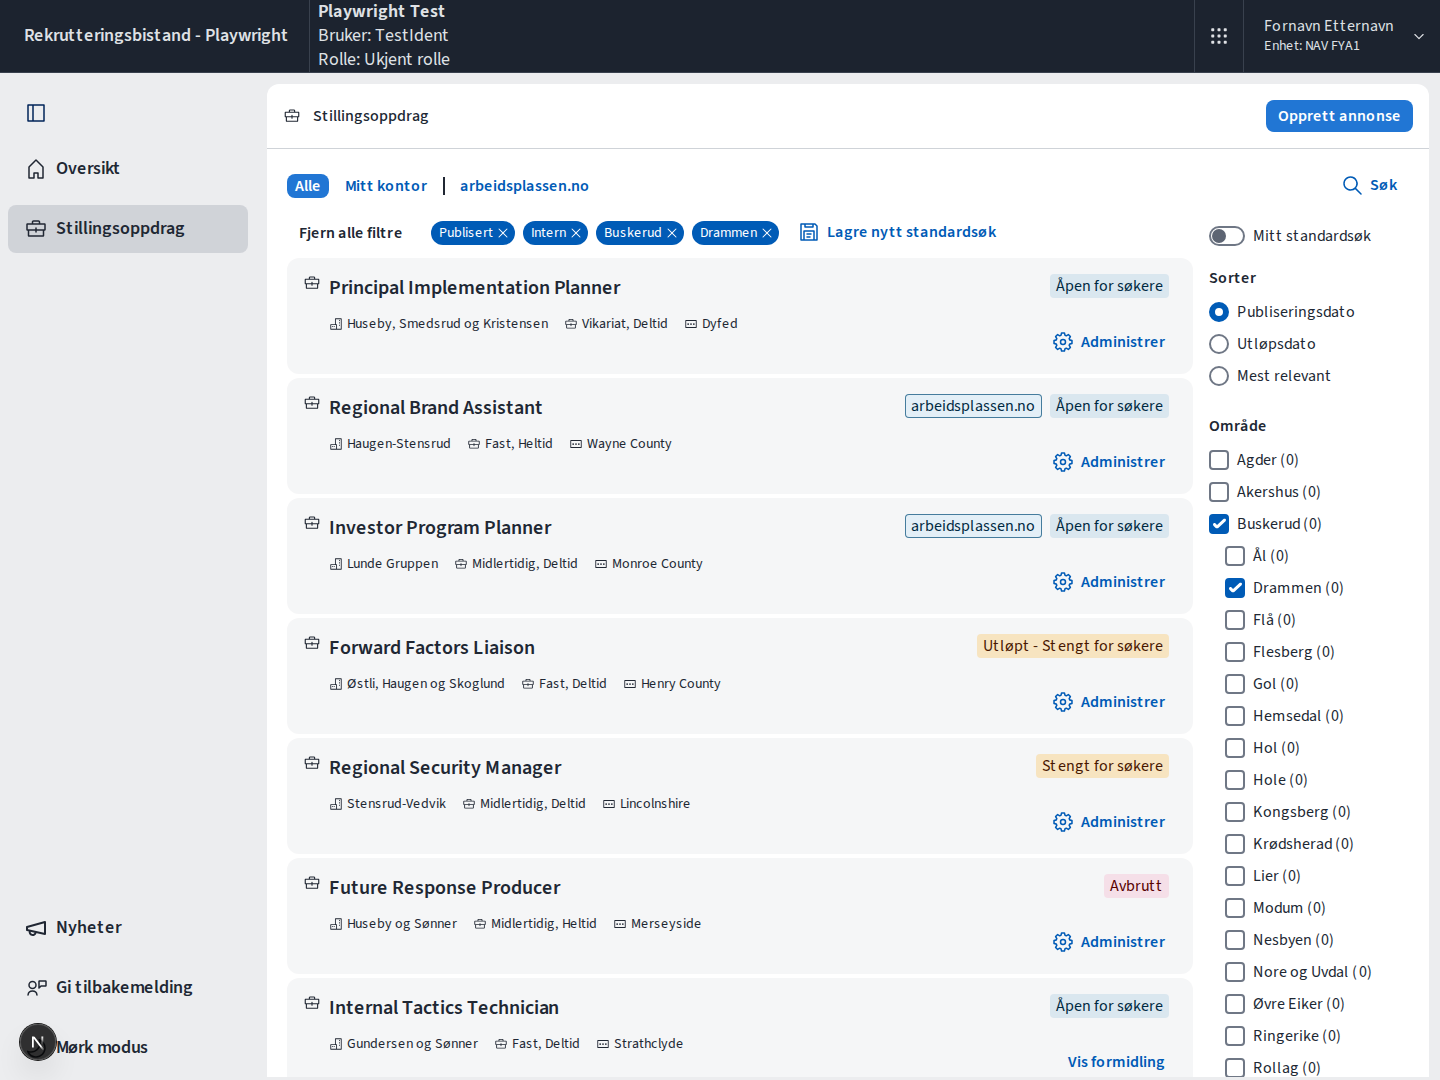 Rekrutteringsbistand - Playwright
Playwright Test
Bruker: TestIdent
Rolle: Ukjent rolle
Fornavn Etternavn
Enhet: NAV FYA1
Oversikt
Stillingsoppdrag
Nyheter
Gi tilbakemelding
Mørk modus
N
Stillingsoppdrag
Opprett annonse
Alle
Mitt kontor
arbeidsplassen.no
Søk
Fjern alle filtre
Publisert
Intern
Buskerud
Drammen
Lagre nytt standardsøk
Principal Implementation Planner
Åpen for søkere
Huseby, Smedsrud og Kristensen
Vikariat, Deltid
Dyfed
Administrer
Regional Brand Assistant
arbeidsplassen.no
Åpen for søkere
Haugen-Stensrud
Fast, Heltid
Wayne County
Administrer
Investor Program Planner
arbeidsplassen.no
Åpen for søkere
Lunde Gruppen
Midlertidig, Deltid
Monroe County
Administrer
Forward Factors Liaison
Utløpt - Stengt for søkere
Østli, Haugen og Skoglund
Fast, Deltid
Henry County
Administrer
Regional Security Manager
Stengt for søkere
Stensrud-Vedvik
Midlertidig, Deltid
Lincolnshire
Administrer
Future Response Producer
Avbrutt
Huseby og Sønner
Midlertidig, Heltid
Merseyside
Administrer
Internal Tactics Technician
Åpen for søkere
Gundersen og Sønner
Fast, Deltid
Strathclyde
Vis formidling
Mitt standardsøk
Sorter
Publiseringsdato
Utløpsdato
Mest relevant
Område
Agder (0)
Akershus (0)
Buskerud (0)
Ål (0)
Drammen (0)
Flå (0)
Flesberg (0)
Gol (0)
Hemsedal (0)
Hol (0)
Hole (0)
Kongsberg (0)
Krødsherad (0)
Lier (0)
Modum (0)
Nesbyen (0)
Nore og Uvdal (0)
Øvre Eiker (0)
Ringerike (0)
Rollag (0)